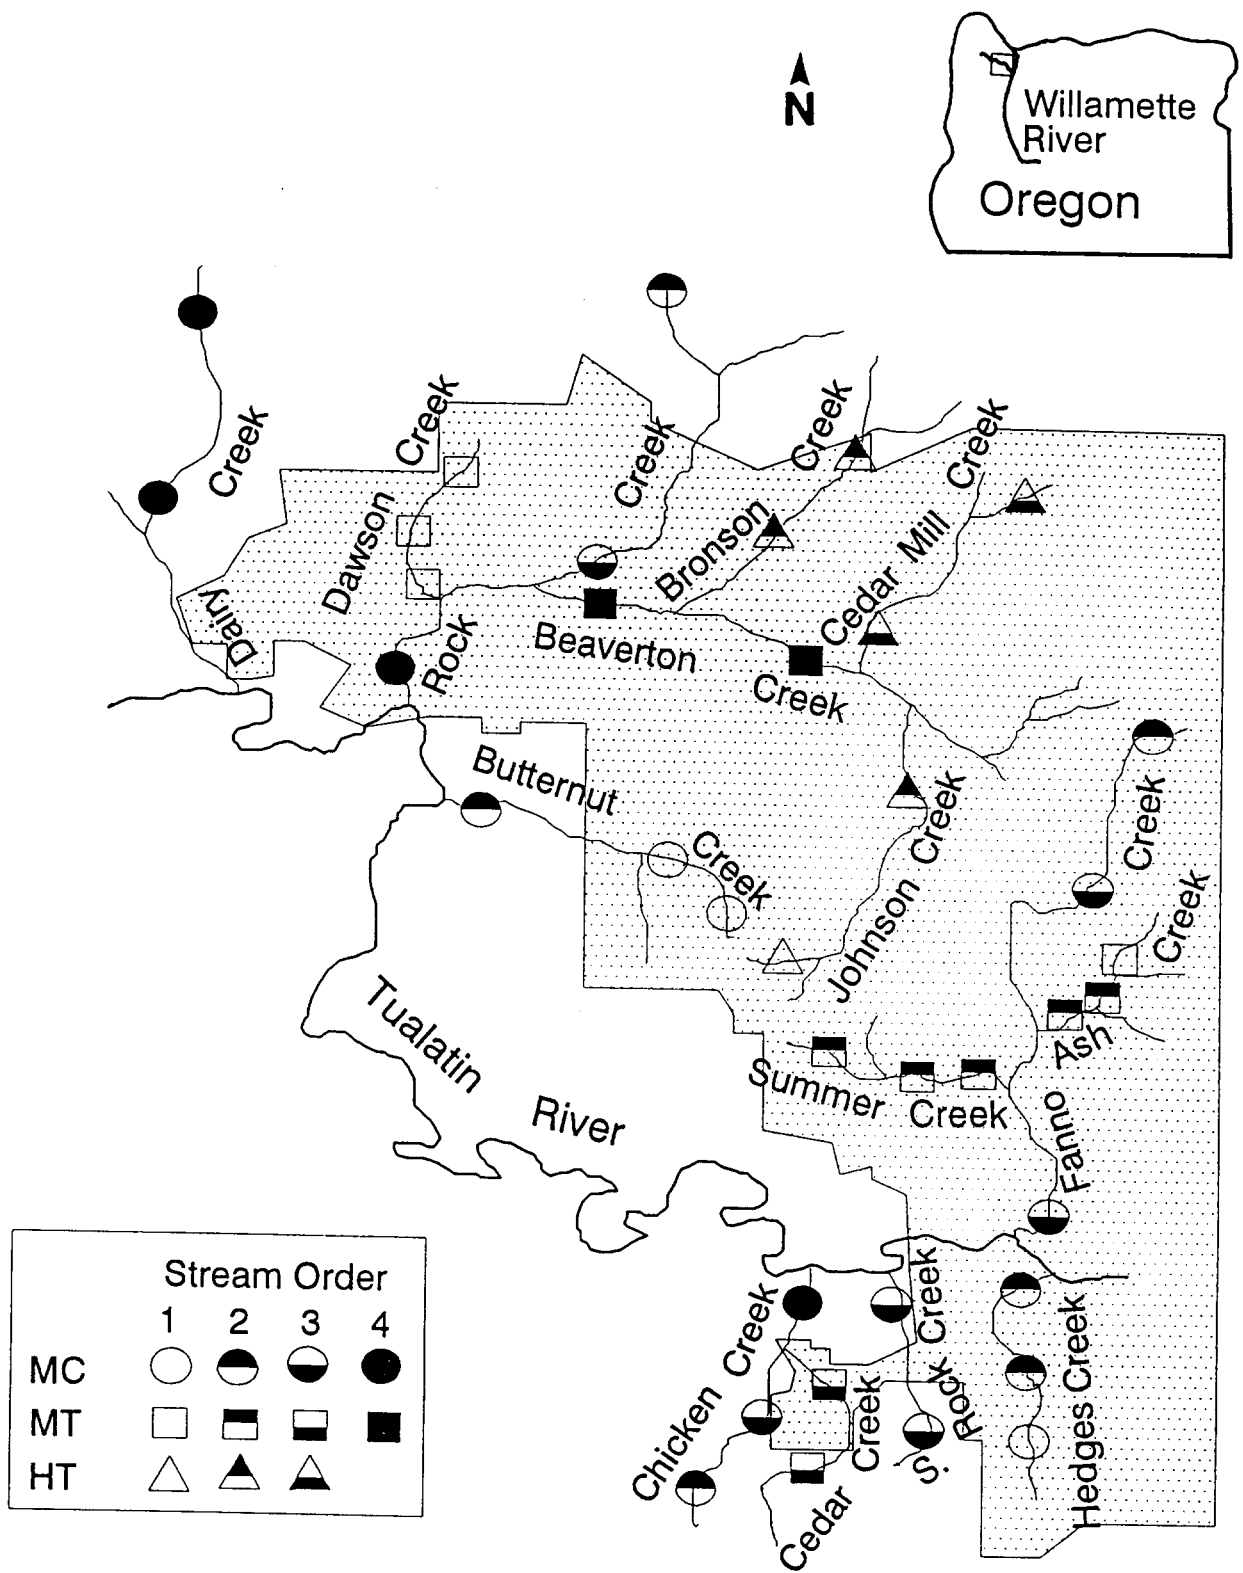 N
Willamette
River
Oregon
Creek
Dairy
Creek
Dawson
Creek
Rock
Creek
Bronson
Creek
Cedar Mill
Beaverton
Creek
Butternut
Creek
Johnson Creek
Creek
Fanno
Creek
Ash
Summer
Creek
Tualatin
River
Chicken Creek
Cedar
Creek
S. Rock Creek
Hedges Creek
Stream Order
1 2 3 4
MC
MT
HT